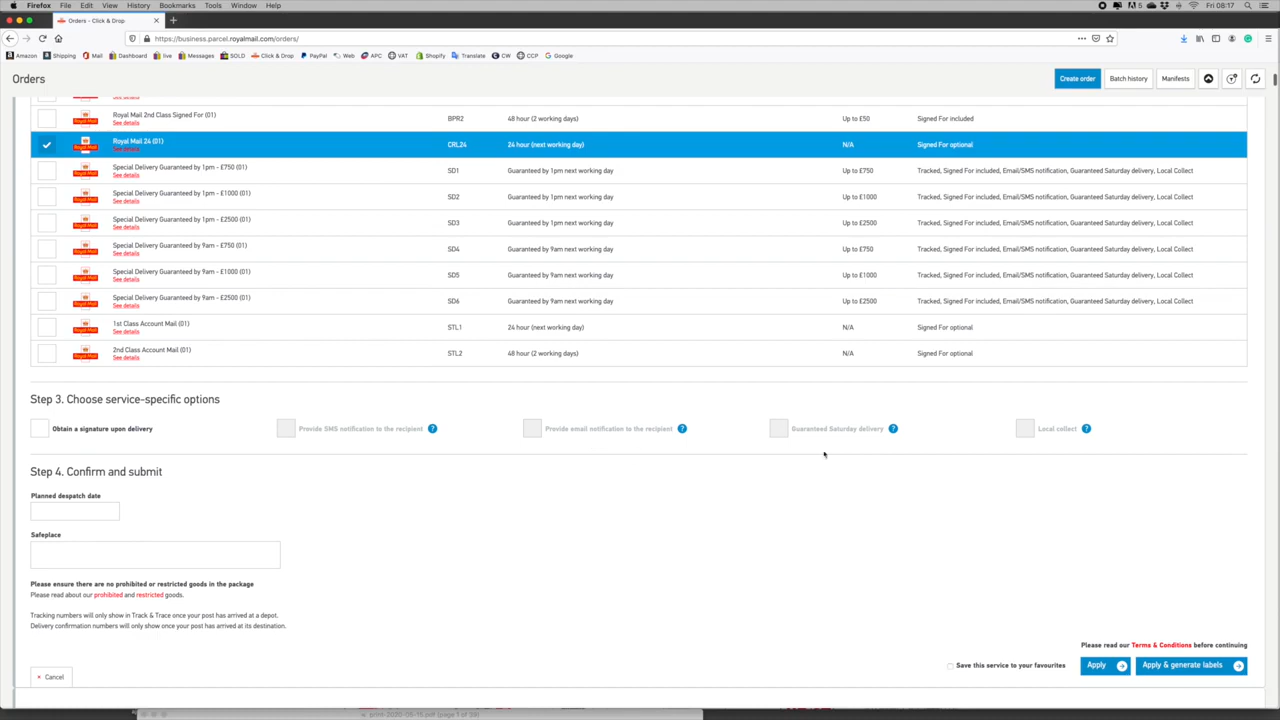 Firefox File Edit View History Bookmarks Tools Window Help
5 Fri 08:17
Orders - Click & Drop
https://business.parcel.royalmail.com/orders/
Amazon Shipping Mail Dashboard live Messages SOLD Click & Drop PayPal Web APC VAT Shopify Translate CW CCP Google
Orders
Create order Batch history Manifests
See details
Royal Mail 2nd Class Signed For (01)
See details
BPR2 48 hour (2 working days) Up to £50 Signed For included
Royal Mail 24 (01)
See details
CRL24 24 hour (next working day) N/A Signed For optional
Special Delivery Guaranteed by 1pm - £750 (01)
See details
SD1 Guaranteed by 1pm next working day Up to £750 Tracked, Signed For included, Email/SMS notification, Guaranteed Saturday delivery, Local Collect
Special Delivery Guaranteed by 1pm - £1000 (01)
See details
SD2 Guaranteed by 1pm next working day Up to £1000 Tracked, Signed For included, Email/SMS notification, Guaranteed Saturday delivery, Local Collect
Special Delivery Guaranteed by 1pm - £2500 (01)
See details
SD3 Guaranteed by 1pm next working day Up to £2500 Tracked, Signed For included, Email/SMS notification, Guaranteed Saturday delivery, Local Collect
Special Delivery Guaranteed by 9am - £750 (01)
See details
SD4 Guaranteed by 9am next working day Up to £750 Tracked, Signed For included, Email/SMS notification, Guaranteed Saturday delivery, Local Collect
Special Delivery Guaranteed by 9am - £1000 (01)
See details
SD5 Guaranteed by 9am next working day Up to £1000 Tracked, Signed For included, Email/SMS notification, Guaranteed Saturday delivery, Local Collect
Special Delivery Guaranteed by 9am - £2500 (01)
See details
SD6 Guaranteed by 9am next working day Up to £2500 Tracked, Signed For included, Email/SMS notification, Guaranteed Saturday delivery, Local Collect
1st Class Account Mail (01)
See details
STL1 24 hour (next working day) N/A Signed For optional
2nd Class Account Mail (01)
See details
STL2 48 hour (2 working days) N/A Signed For optional
Step 3. Choose service-specific options
Obtain a signature upon delivery Provide SMS notification to the recipient ? Provide email notification to the recipient ? Guaranteed Saturday delivery ? Local collect ?
Step 4. Confirm and submit
Planned despatch date
Safeplace
Please ensure there are no prohibited or restricted goods in the package
Please read about our prohibited and restricted goods.
Tracking numbers will only show in Track & Trace once your post has arrived at a depot.
Delivery confirmation numbers will only show once your post has arrived at its destination.
Please read our Terms & Conditions before continuing
Save this service to your favourites Apply Apply & generate labels
× Cancel
print-2020-05-15.pdf (page 1 of 39)